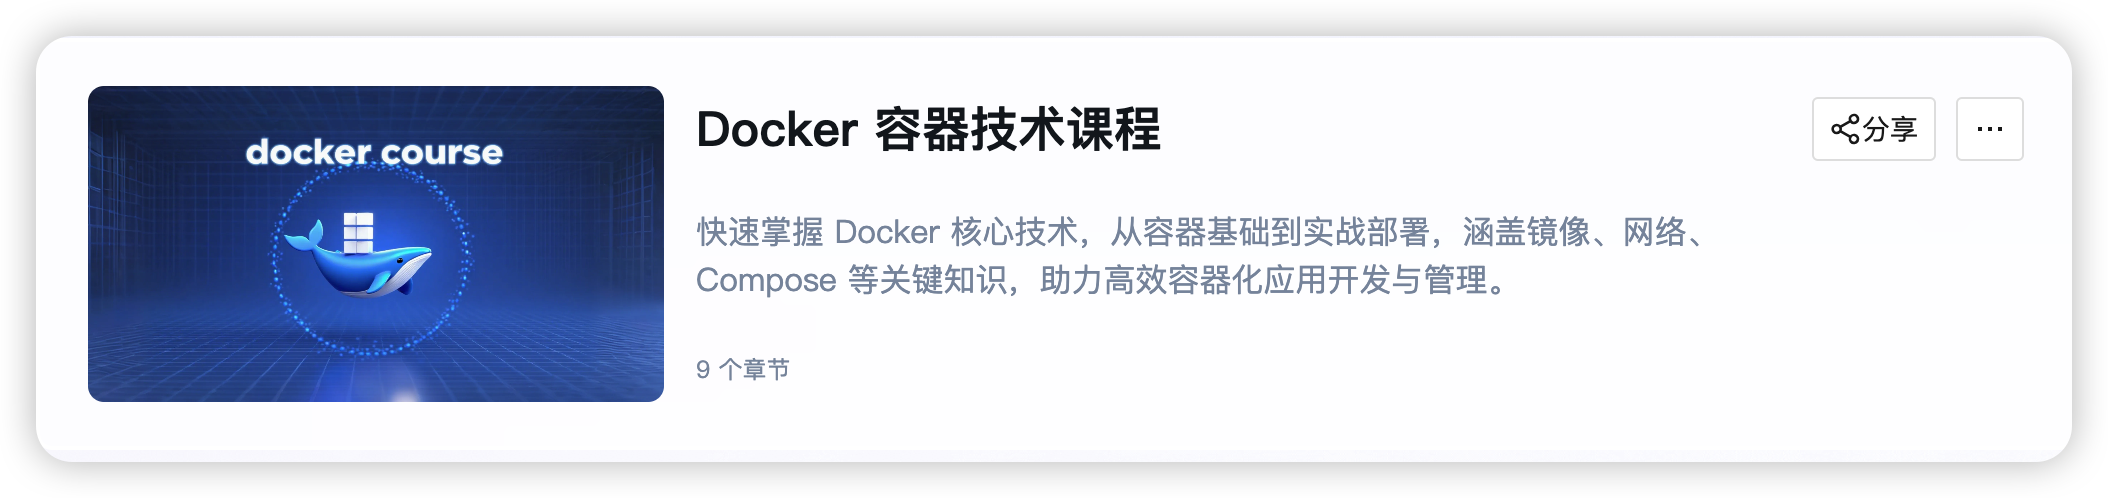 docker course
Docker 容器技术课程
分享
快速掌握 Docker 核心技术，从容器基础到实战部署，涵盖镜像、网络、
Compose 等关键知识，助力高效容器化应用开发与管理。
9 个章节